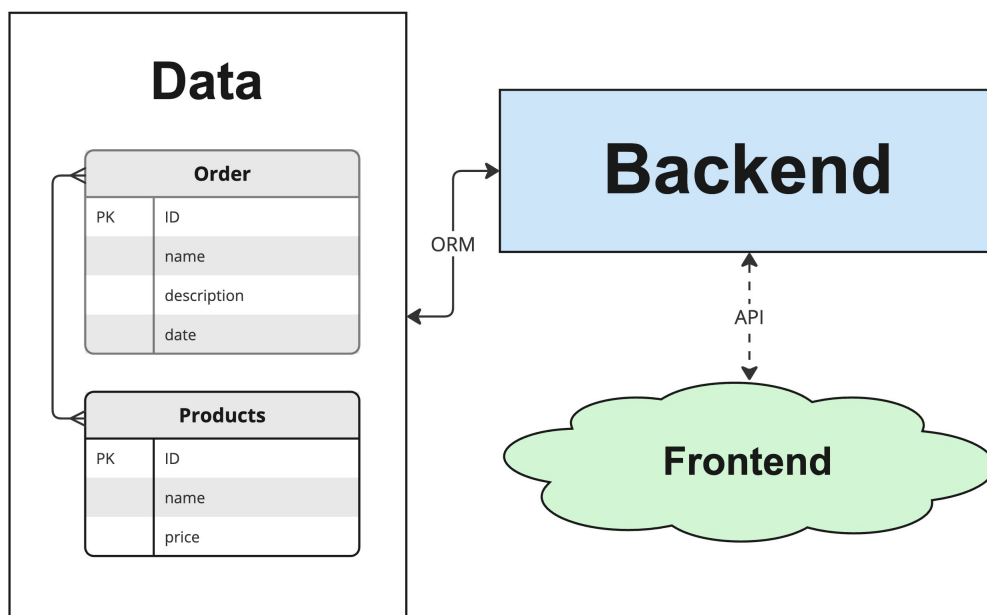 Data
Order
PK ID
name
description
date
Products
PK ID
name
price
ORM
Backend
API
Frontend